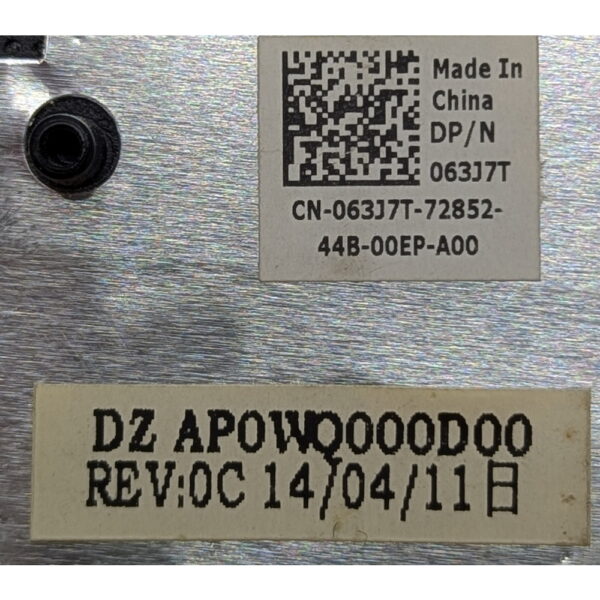 Made In
China
DP/N
063J7T
CN-063J7T-72852-
44B-00EP-A00
DZ AP0WQ000D00
REV:0C 14/04/11日